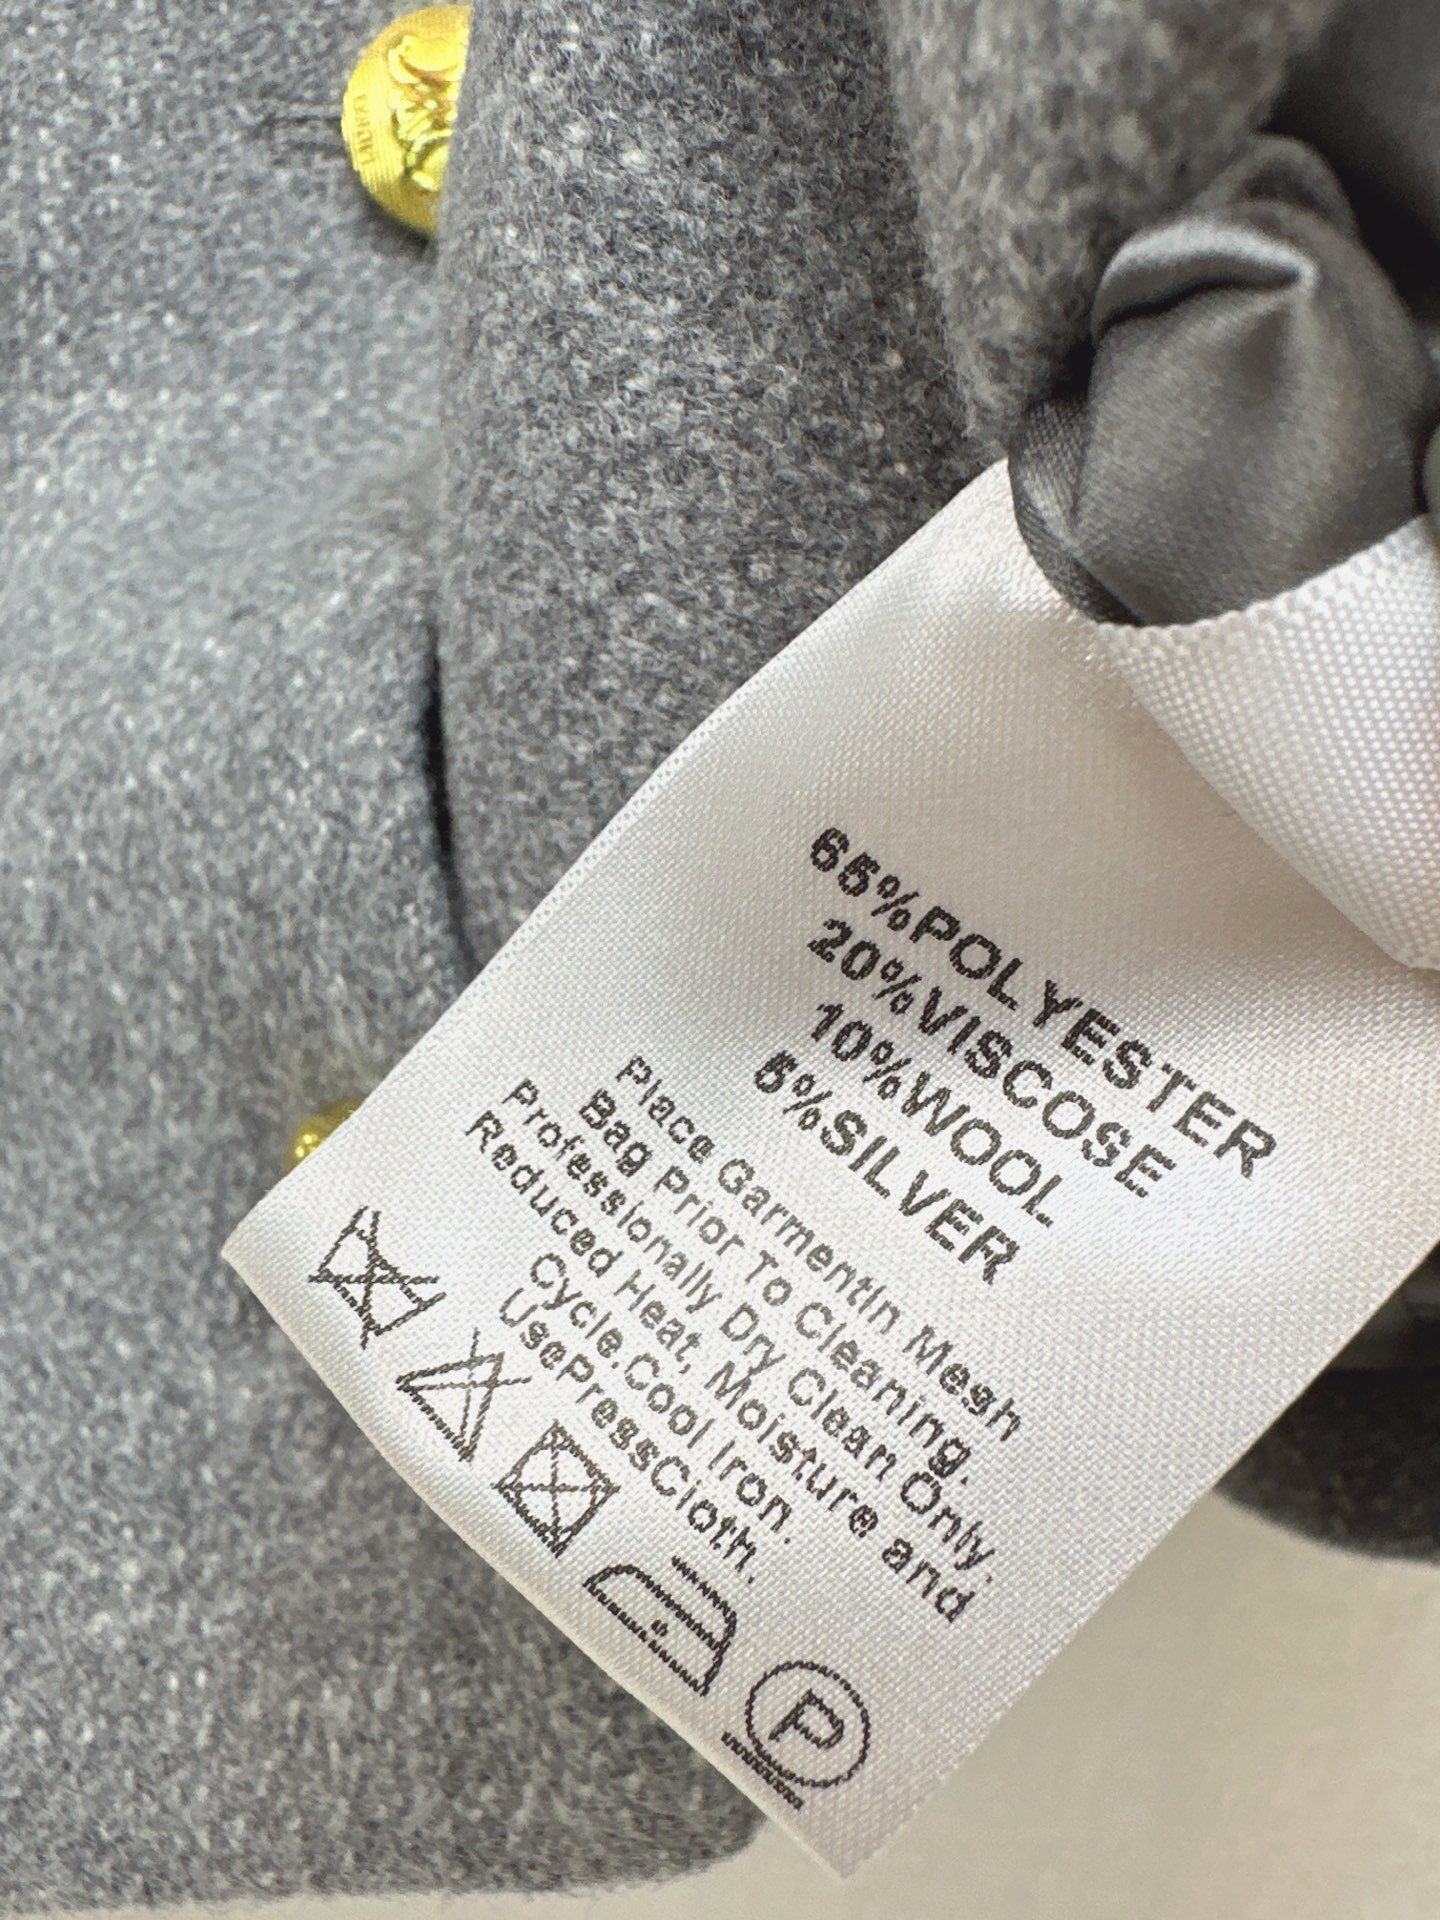 65%POLYESTER
20%VISCOSE
10%WOOL
5%SILVER
Place GarmentIn Mesh
Bag Prior To Cleaning.
Professionally Dry Clean Only.
Reduced Heat, Moisture and
Cycle.Cool Iron.
UsePressCloth.
P